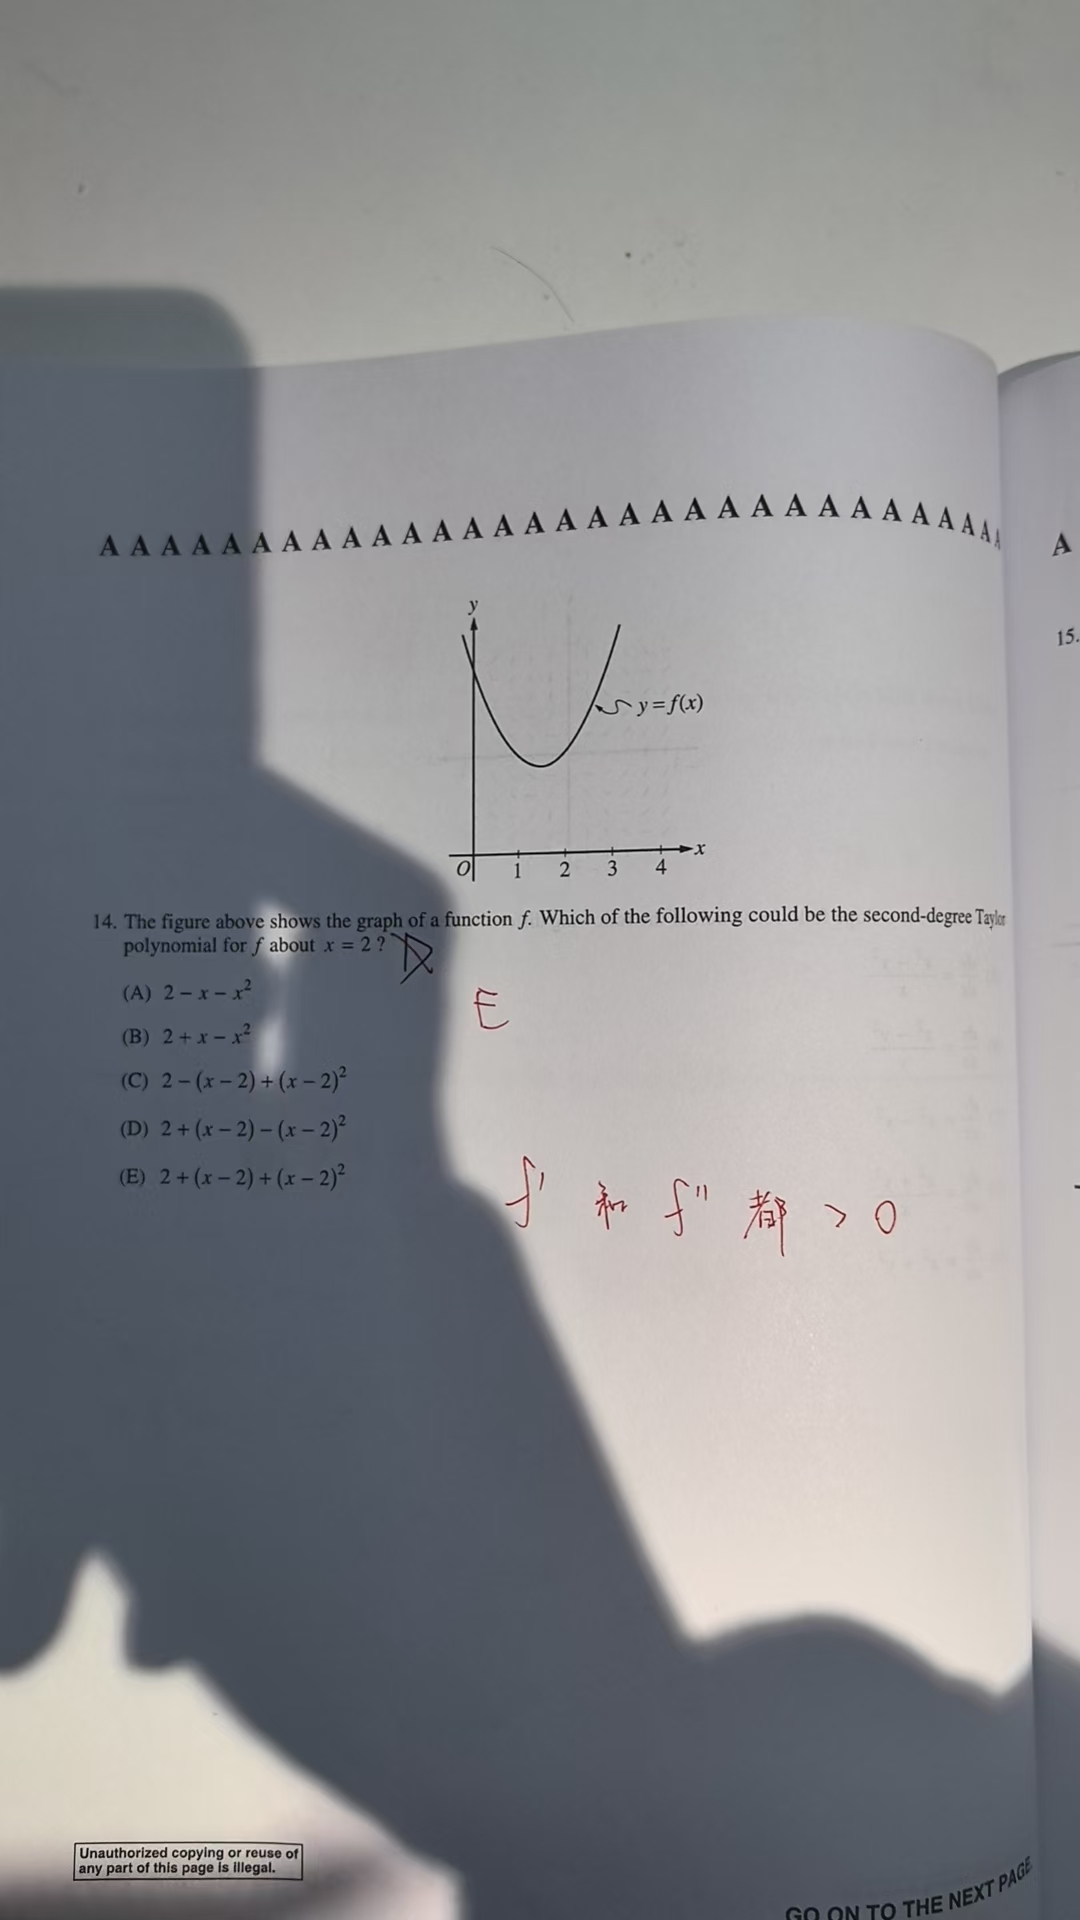 A A A A A A A A A A A A A A A A A A A A A A A A A A A A A A
A
15.
y
y = f(x)
x
O 1 2 3 4
14. The figure above shows the graph of a function f. Which of the following could be the second-degree Taylor
polynomial for f about x = 2 ?
(A) 2 − x − x²
E
(B) 2 + x − x²
(C) 2 − (x − 2) + (x − 2)²
(D) 2 + (x − 2) − (x − 2)²
(E) 2 + (x − 2) + (x − 2)²
f' 和 f'' 都 > 0
Unauthorized copying or reuse of
any part of this page is illegal.
GO ON TO THE NEXT PAGE